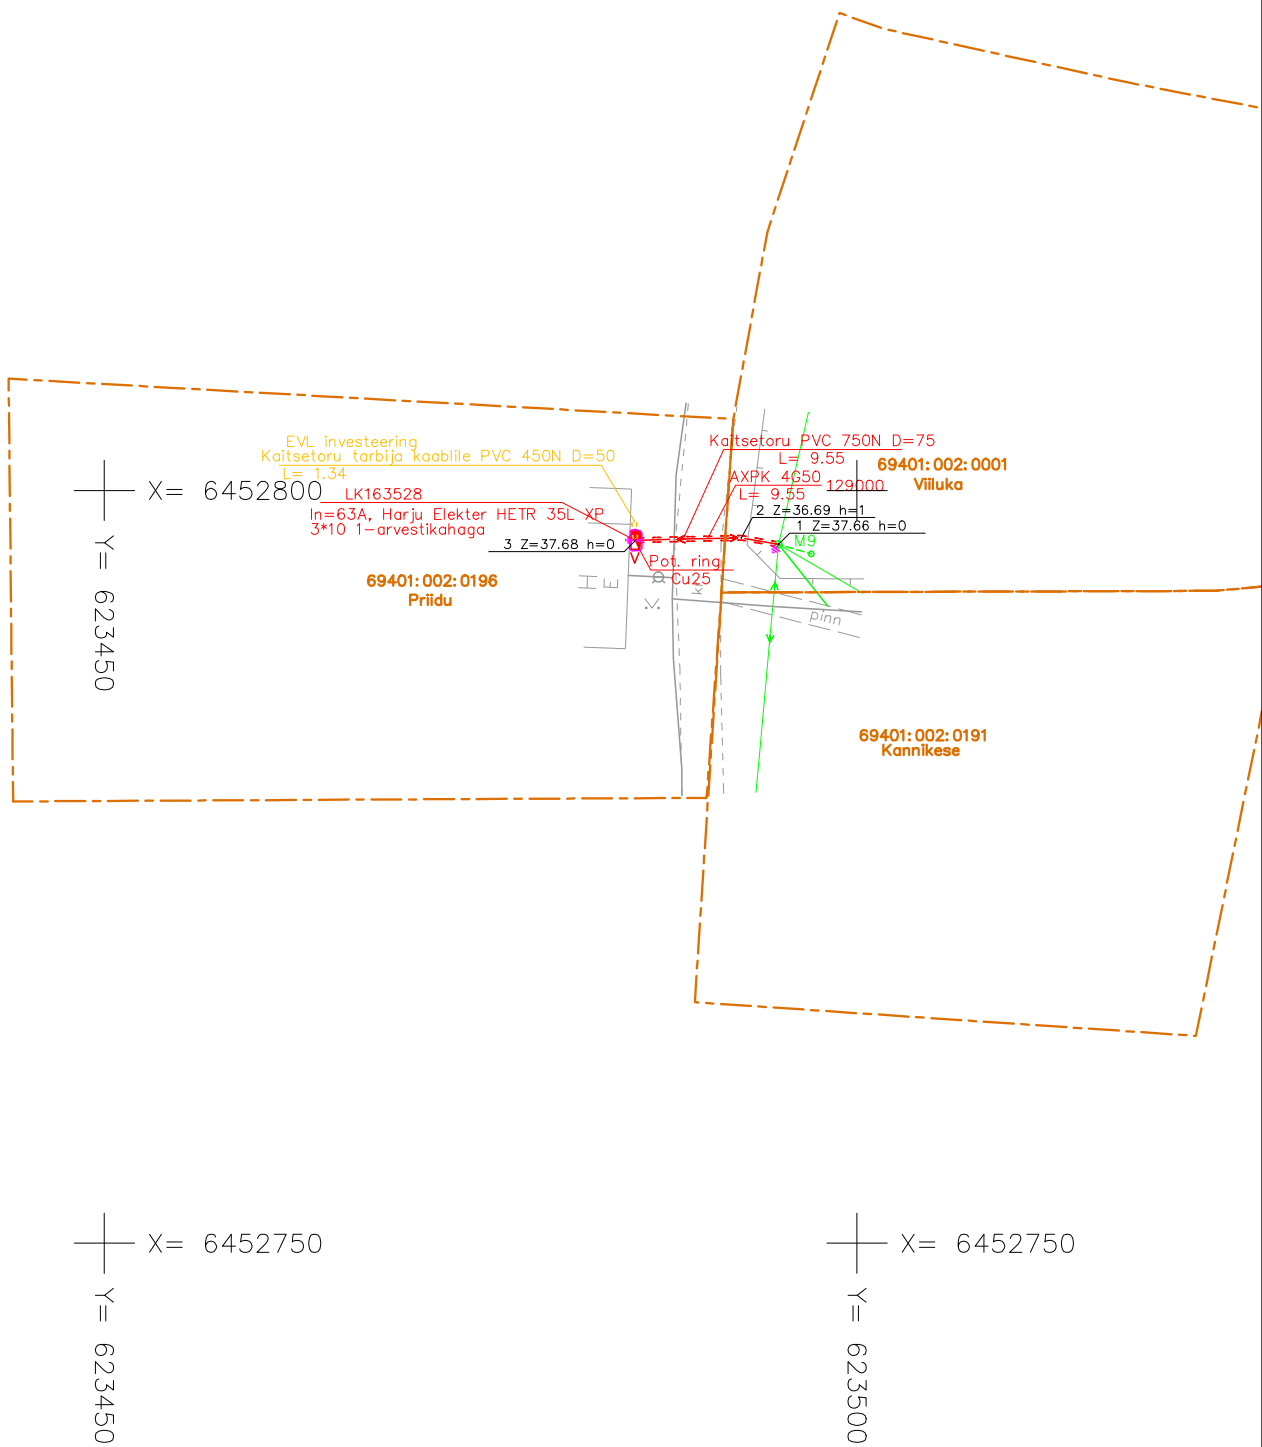 EVL investeering
Kaitsetoru tarbija kaablile PVC 450N D=50
L= 1.34
Kaitsetoru PVC 750N D=75
L= 9.55
69401:002:0001
Viiluka
AXPK 4G50
L= 9.55
129000
X= 6452800
LK163528
In=63A, Harju Elekter HETR 35L XP
3*10 1-arvestikahaga
2 Z=36.69 h=1
1 Z=37.66 h=0
M9
3 Z=37.68 h=0
Pot. ring
Cu25
69401:002:0196
Priidu
H
E
K
Y= 623450
pinn
69401:002:0191
Kannikese
X= 6452750
X= 6452750
Y= 623450
Y= 623500